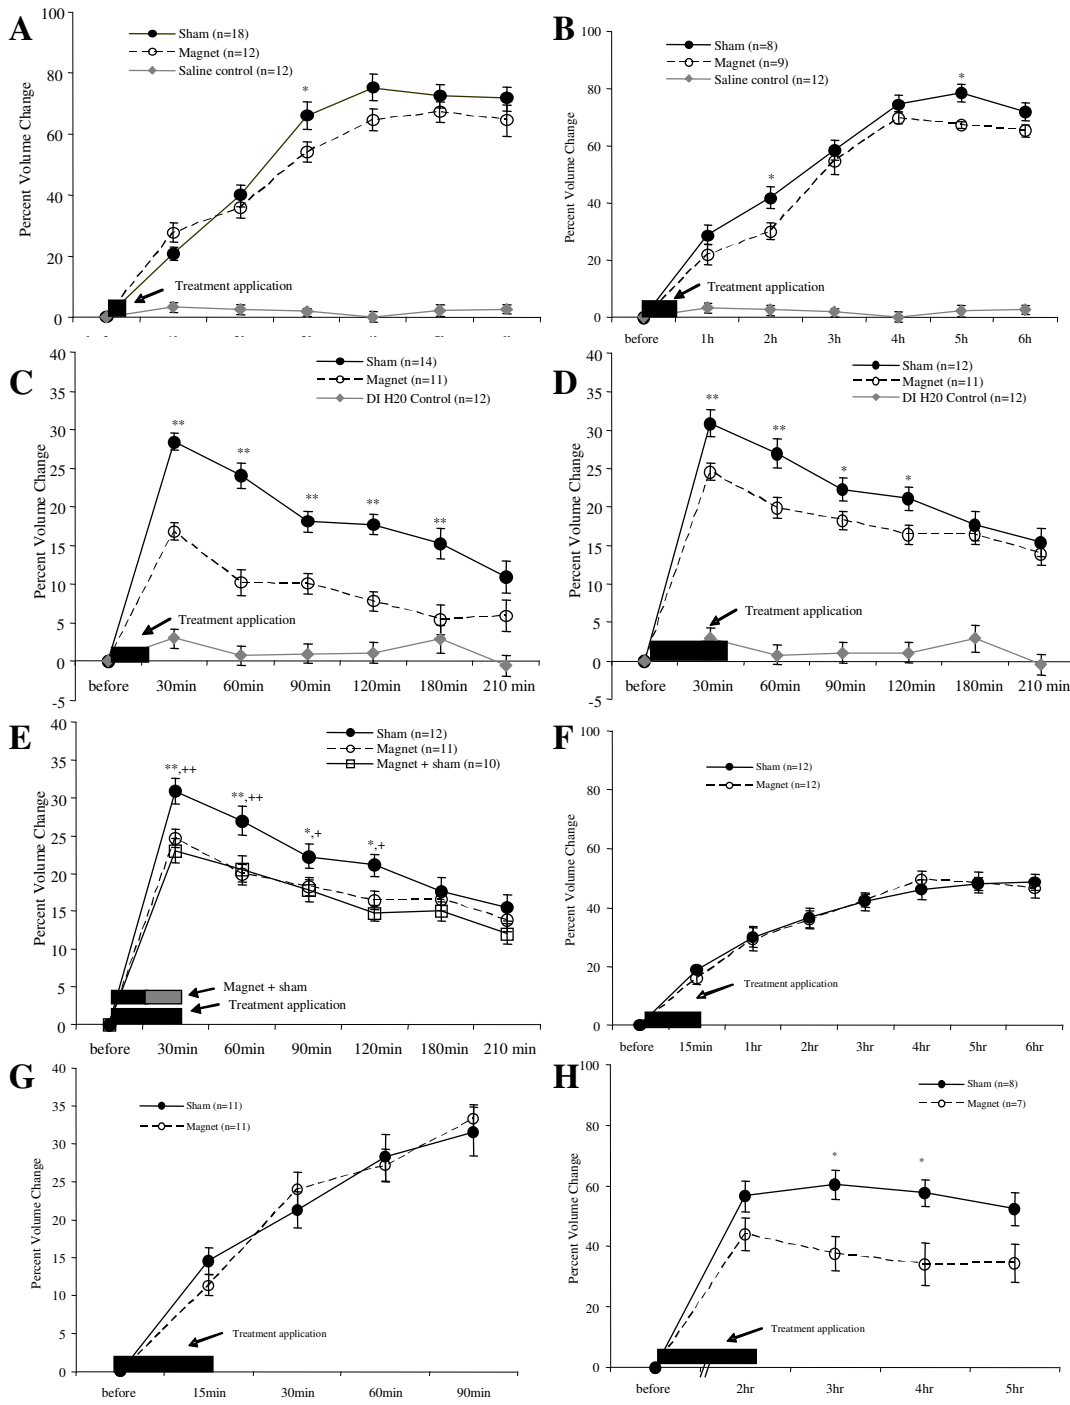 A
Sham (n=18)
Magnet (n=12)
Saline control (n=12)
100
80
60
40
20
0
Percent Volume Change
*
Treatment application
B
Sham (n=8)
Magnet (n=9)
Saline control (n=12)
100
80
60
40
20
0
Percent Volume Change
* *
Treatment application
before 1h 2h 3h 4h 5h 6h
C
Sham (n=14)
Magnet (n=11)
DI H20 Control (n=12)
40
35
30
25
20
15
10
5
0
-5
Percent Volume Change
** ** ** ** **
Treatment application
before 30min 60min 90min 120min 180min 210 min
D
Sham (n=12)
Magnet (n=11)
DI H20 Control (n=12)
40
35
30
25
20
15
10
5
0
-5
Percent Volume Change
** ** * *
Treatment application
before 30min 60min 90min 120min 180min 210 min
E
Sham (n=12)
Magnet (n=11)
Magnet + sham (n=10)
40
35
30
25
20
15
10
5
0
Percent Volume Change
**,++ **,++ *,+ *,+
Magnet + sham
Treatment application
before 30min 60min 90min 120min 180min 210 min
F
Sham (n=12)
Magnet (n=12)
100
80
60
40
20
0
Percent Volume Change
Treatment application
before 15min 1hr 2hr 3hr 4hr 5hr 6hr
G
Sham (n=11)
Magnet (n=11)
40
35
30
25
20
15
10
5
0
Percent Volume Change
Treatment application
before 15min 30min 60min 90min
H
Sham (n=8)
Magnet (n=7)
100
80
60
40
20
0
Percent Volume Change
* *
Treatment application
before 2hr 3hr 4hr 5hr